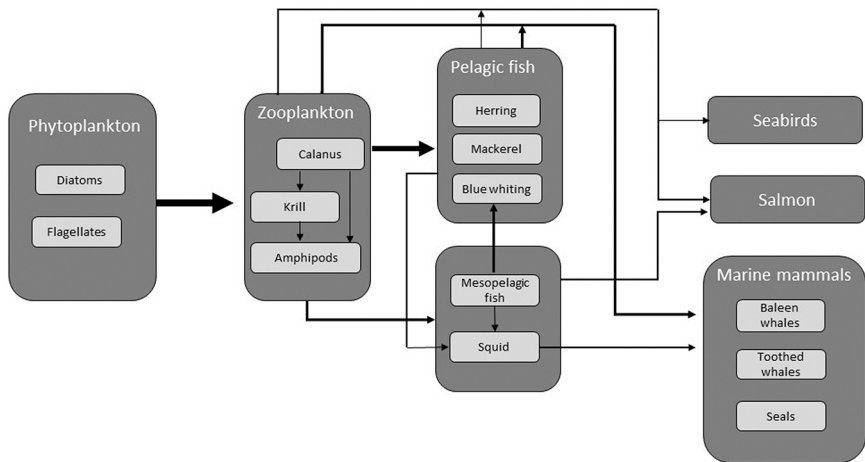 Phytoplankton
Diatoms
Flagellates
Zooplankton
Calanus
Krill
Amphipods
Pelagic fish
Herring
Mackerel
Blue whiting
Mesopelagic
fish
Squid
Seabirds
Salmon
Marine mammals
Baleen
whales
Toothed
whales
Seals